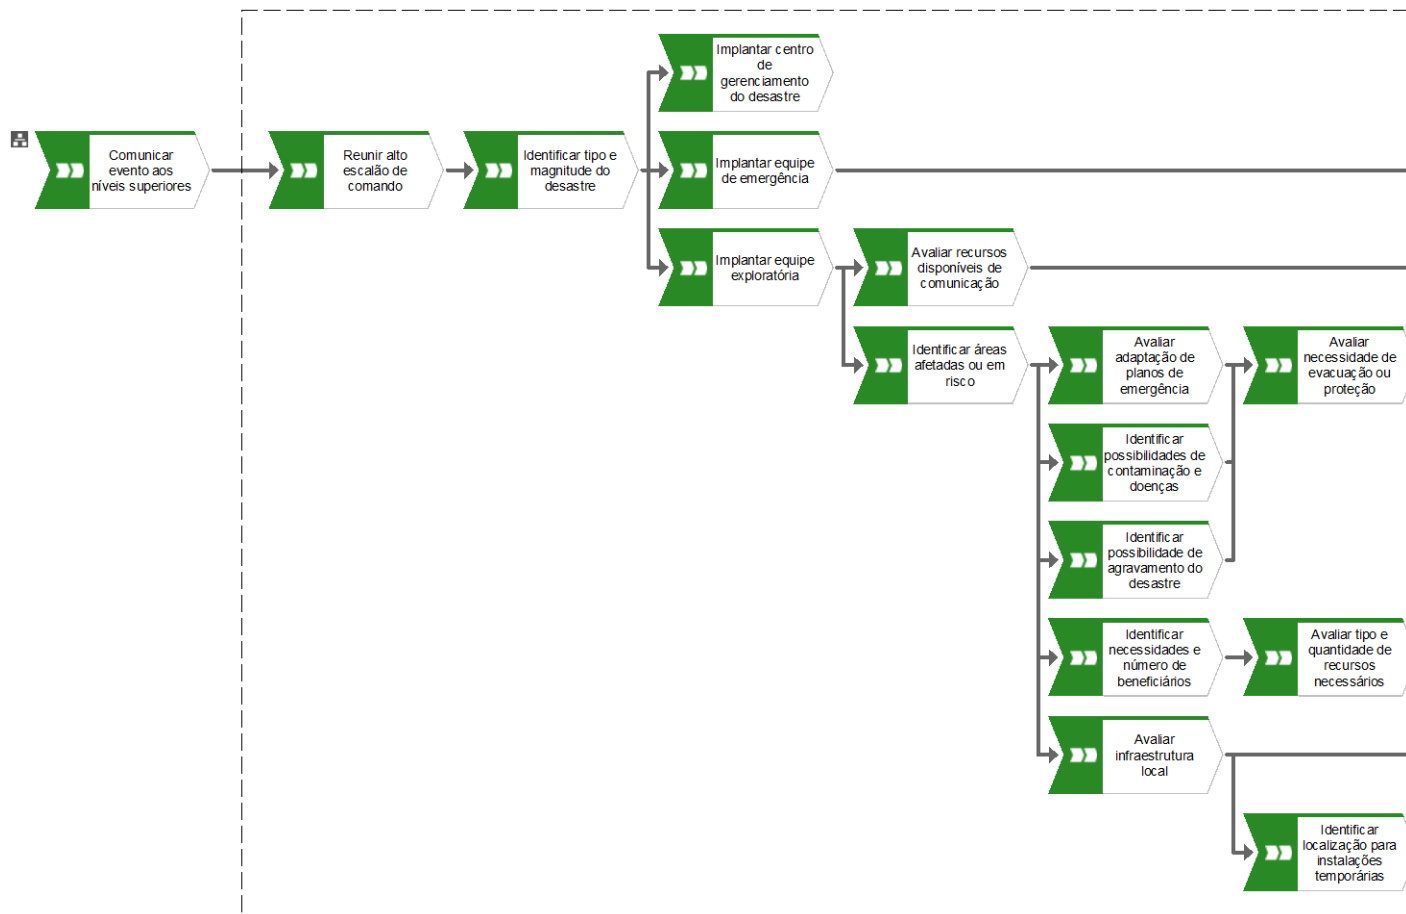 Implantar centro
de
gerenciamento
do desastre
Comunicar
evento aos
níveis superiores
Reunir alto
escalão de
comando
Identificar tipo e
magnitude do
desastre
Implantar equipe
de emergência
Implantar equipe
exploratória
Avaliar recursos
disponíveis de
comunicação
Identificar áreas
afetadas ou em
risco
Avaliar
adaptação de
planos de
emergência
Avaliar
necessidade de
evacuação ou
proteção
Identificar
possibilidades de
contaminação e
doenças
Identificar
possibilidade de
agravamento do
desastre
Identificar
necessidades e
número de
beneficiários
Avaliar tipo e
quantidade de
recursos
necessários
Avaliar
infraestrutura
local
Identificar
localização para
instalações
temporárias